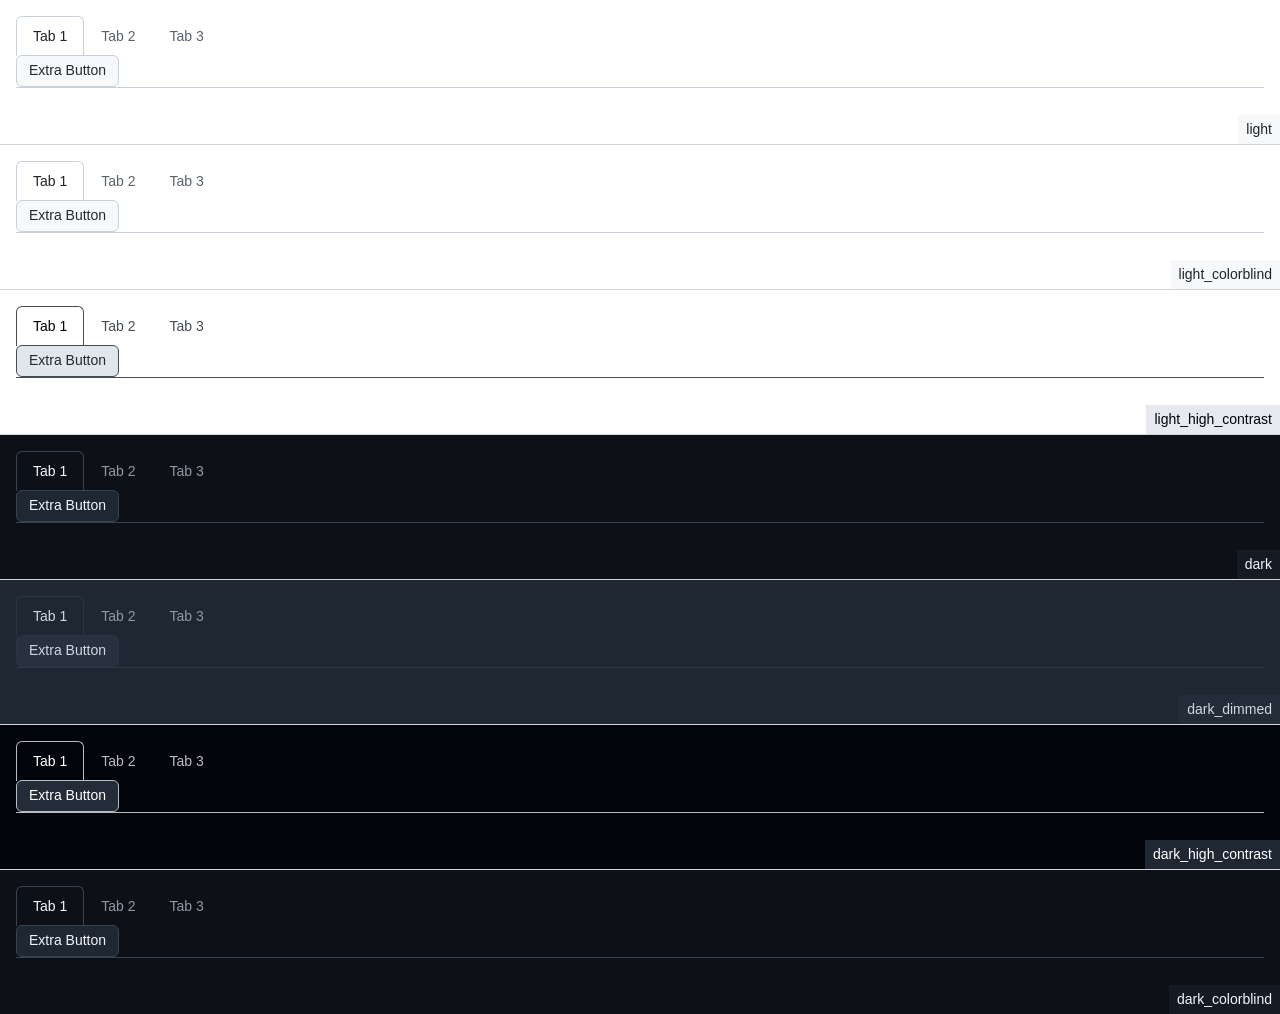 Tab 1 Tab 2 Tab 3
Extra Button
light
Tab 1 Tab 2 Tab 3
Extra Button
light_colorblind
Tab 1 Tab 2 Tab 3
Extra Button
light_high_contrast
Tab 1 Tab 2 Tab 3
Extra Button
dark
Tab 1 Tab 2 Tab 3
Extra Button
dark_dimmed
Tab 1 Tab 2 Tab 3
Extra Button
dark_high_contrast
Tab 1 Tab 2 Tab 3
Extra Button
dark_colorblind